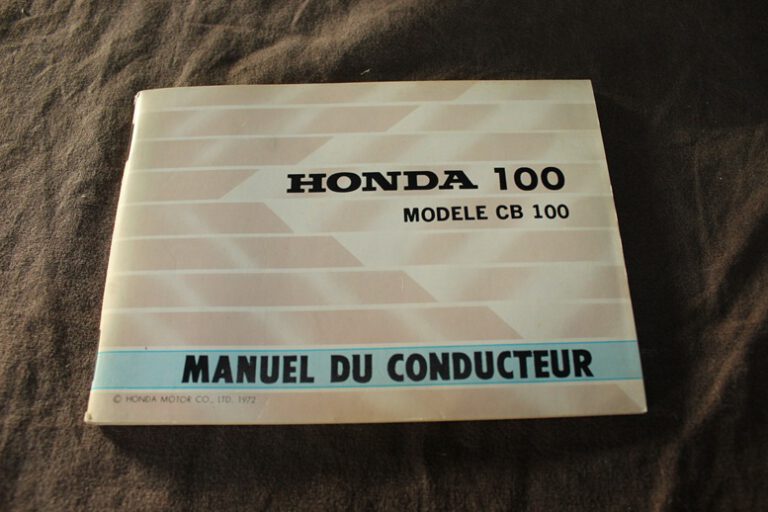 HONDA 100
MODELE CB 100
MANUEL DU CONDUCTEUR
© HONDA MOTOR CO., LTD. 1972